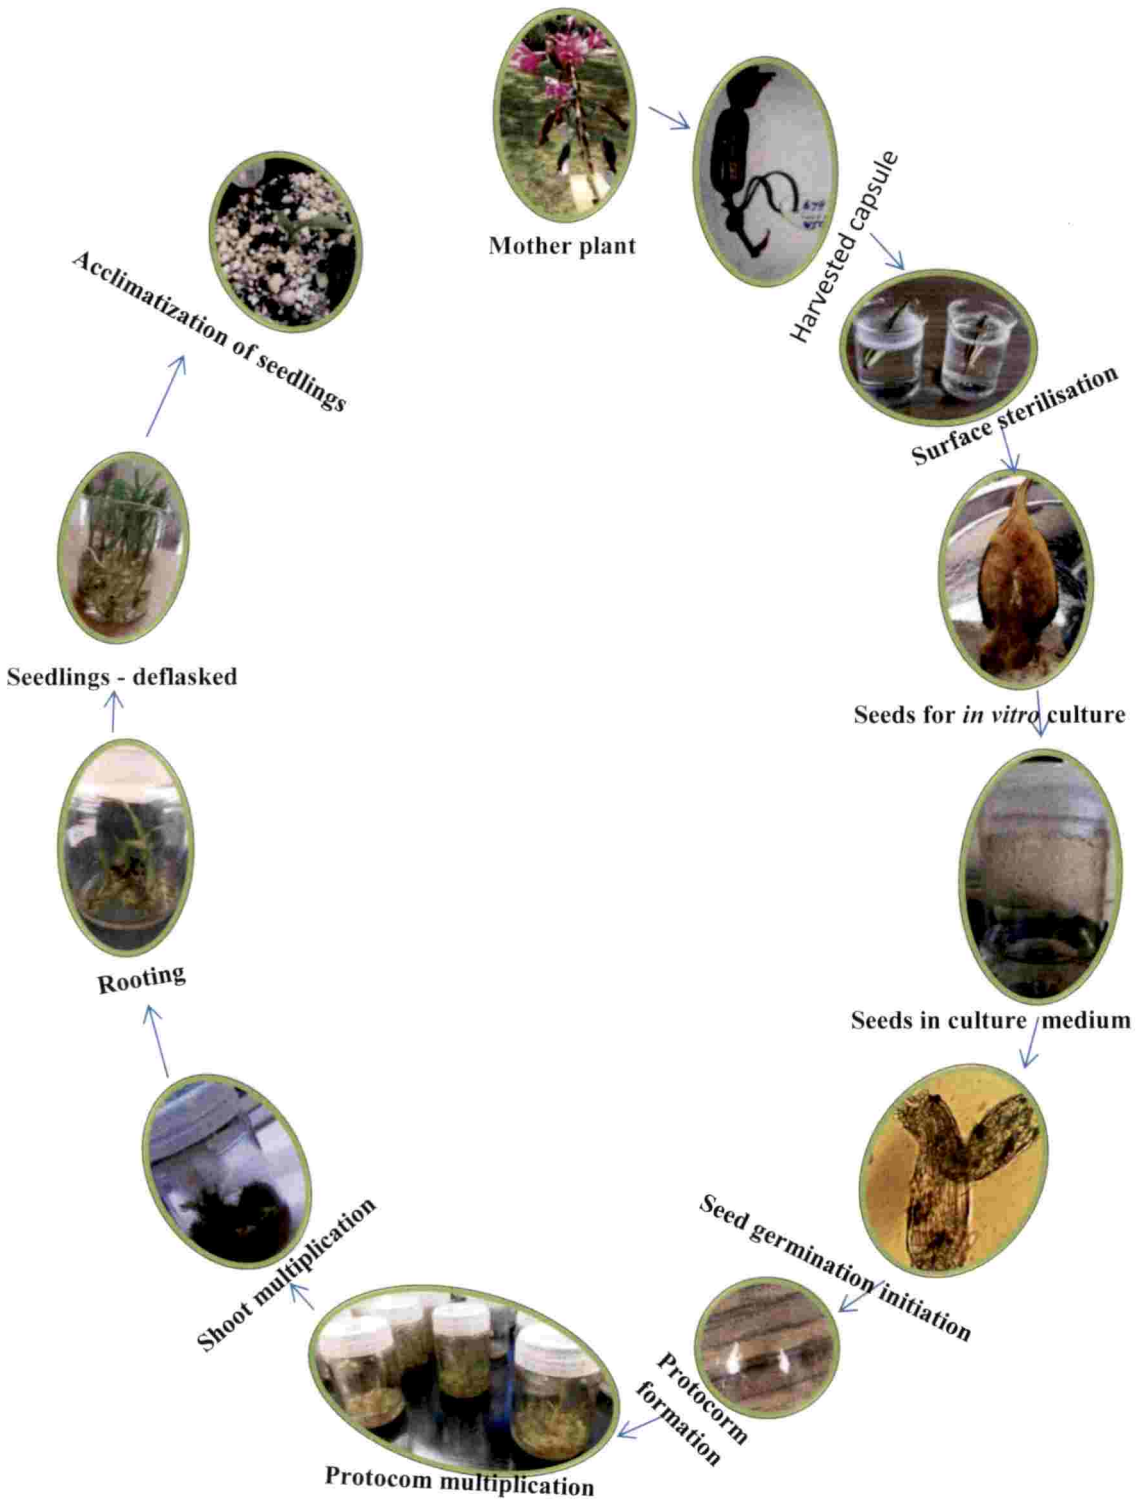 Mother plant
Harvested capsule
Surface sterilisation
Seeds for in vitro culture
Seeds in culture medium
Seed germination initiation
Protocorm
formation
Protocom multiplication
Shoot multiplication
Rooting
Seedlings - deflasked
Acclimatization of seedlings